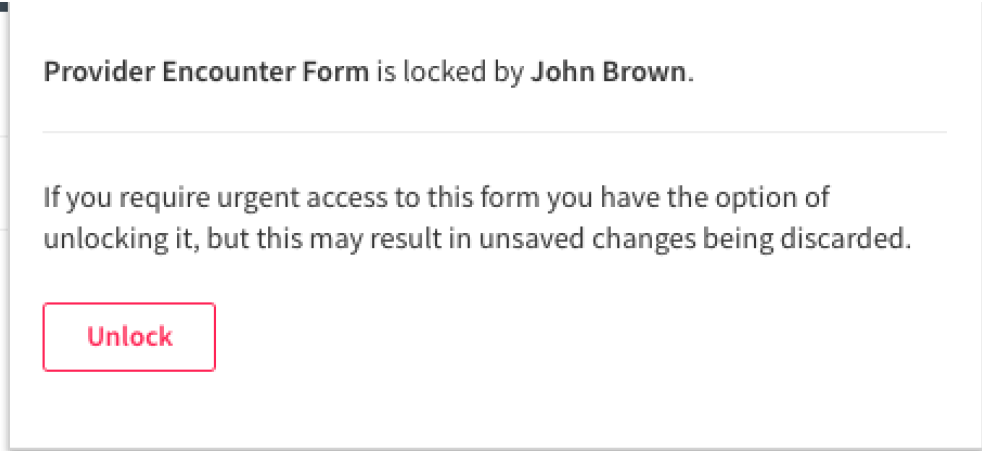 Provider Encounter Form is locked by John Brown.
If you require urgent access to this form you have the option of
unlocking it, but this may result in unsaved changes being discarded.
Unlock